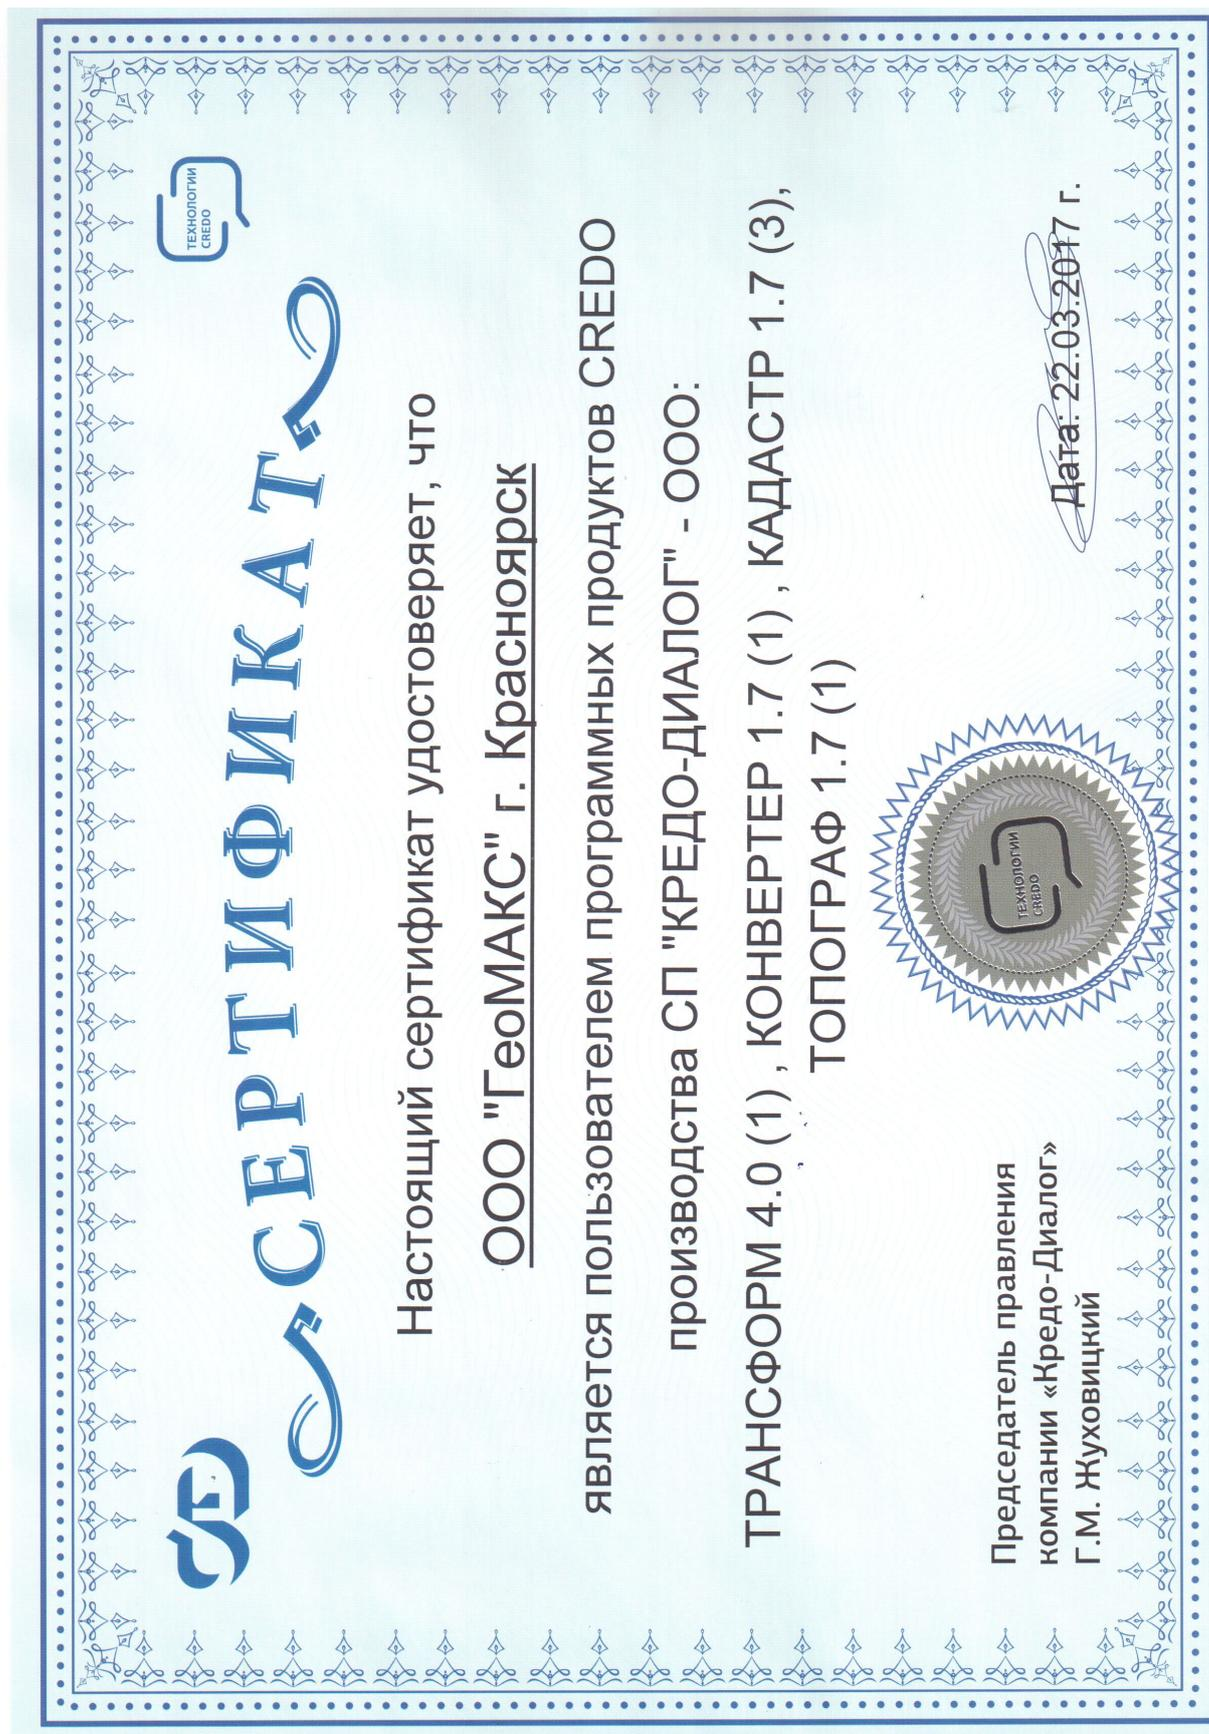 ТЕХНОЛОГИИ
CREDO
СЕРТИФИКАТ
Настоящий сертификат удостоверяет, что
ООО "ГеоМАКС" г. Красноярск
является пользователем программных продуктов CREDO
производства СП "КРЕДО-ДИАЛОГ" - ООО:
ТРАНСФОРМ 4.0 (1) , КОНВЕРТЕР 1.7 (1) , КАДАСТР 1.7 (3),
ТОПОГРАФ 1.7 (1)
Председатель правления
компании «Кредо-Диалог»
Г.М. Жуховицкий
ТЕХНОЛОГИИ
CREDO
Дата: 22.03.2017 г.